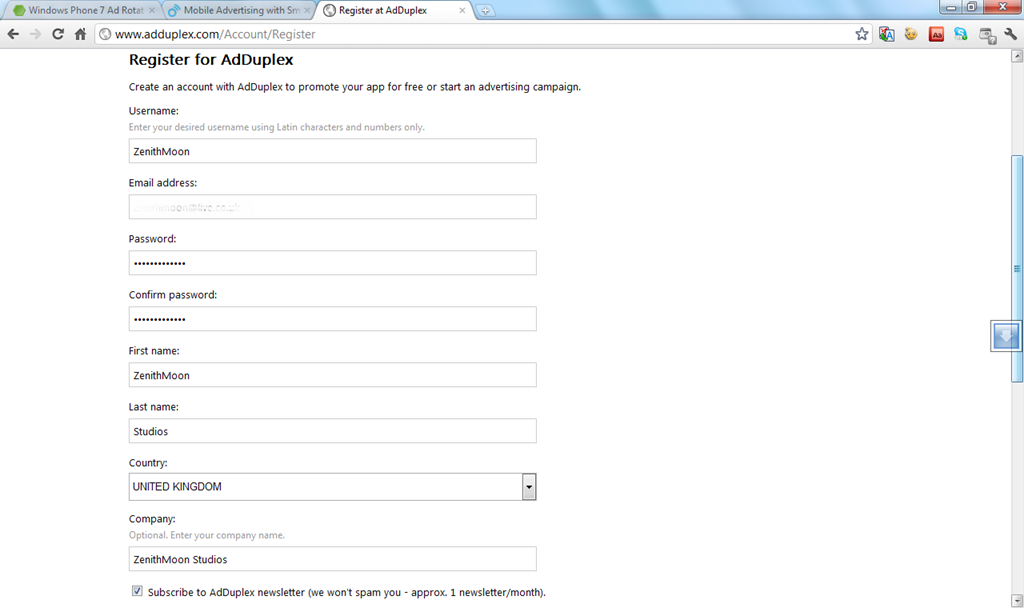 Windows Phone 7 Ad Rotat
Mobile Advertising with Sm
Register at AdDuplex
www.adduplex.com/Account/Register
Register for AdDuplex
Create an account with AdDuplex to promote your app for free or start an advertising campaign.
Username:
Enter your desired username using Latin characters and numbers only.
ZenithMoon
Email address:
Password:
•••••••••••••
Confirm password:
•••••••••••••
First name:
ZenithMoon
Last name:
Studios
Country:
UNITED KINGDOM
Company:
Optional. Enter your company name.
ZenithMoon Studios
Subscribe to AdDuplex newsletter (we won't spam you - approx. 1 newsletter/month).